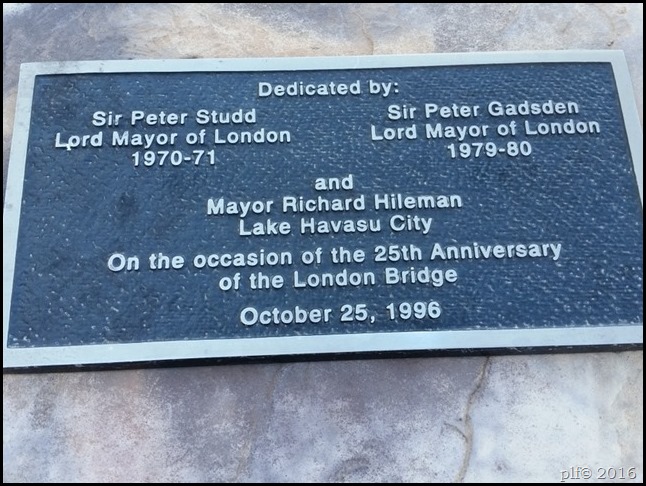 Dedicated by:
Sir Peter Studd
Lord Mayor of London
1970-71
Sir Peter Gadsden
Lord Mayor of London
1979-80
and
Mayor Richard Hileman
Lake Havasu City
On the occasion of the 25th Anniversary
of the London Bridge
October 25, 1996
plf© 2016